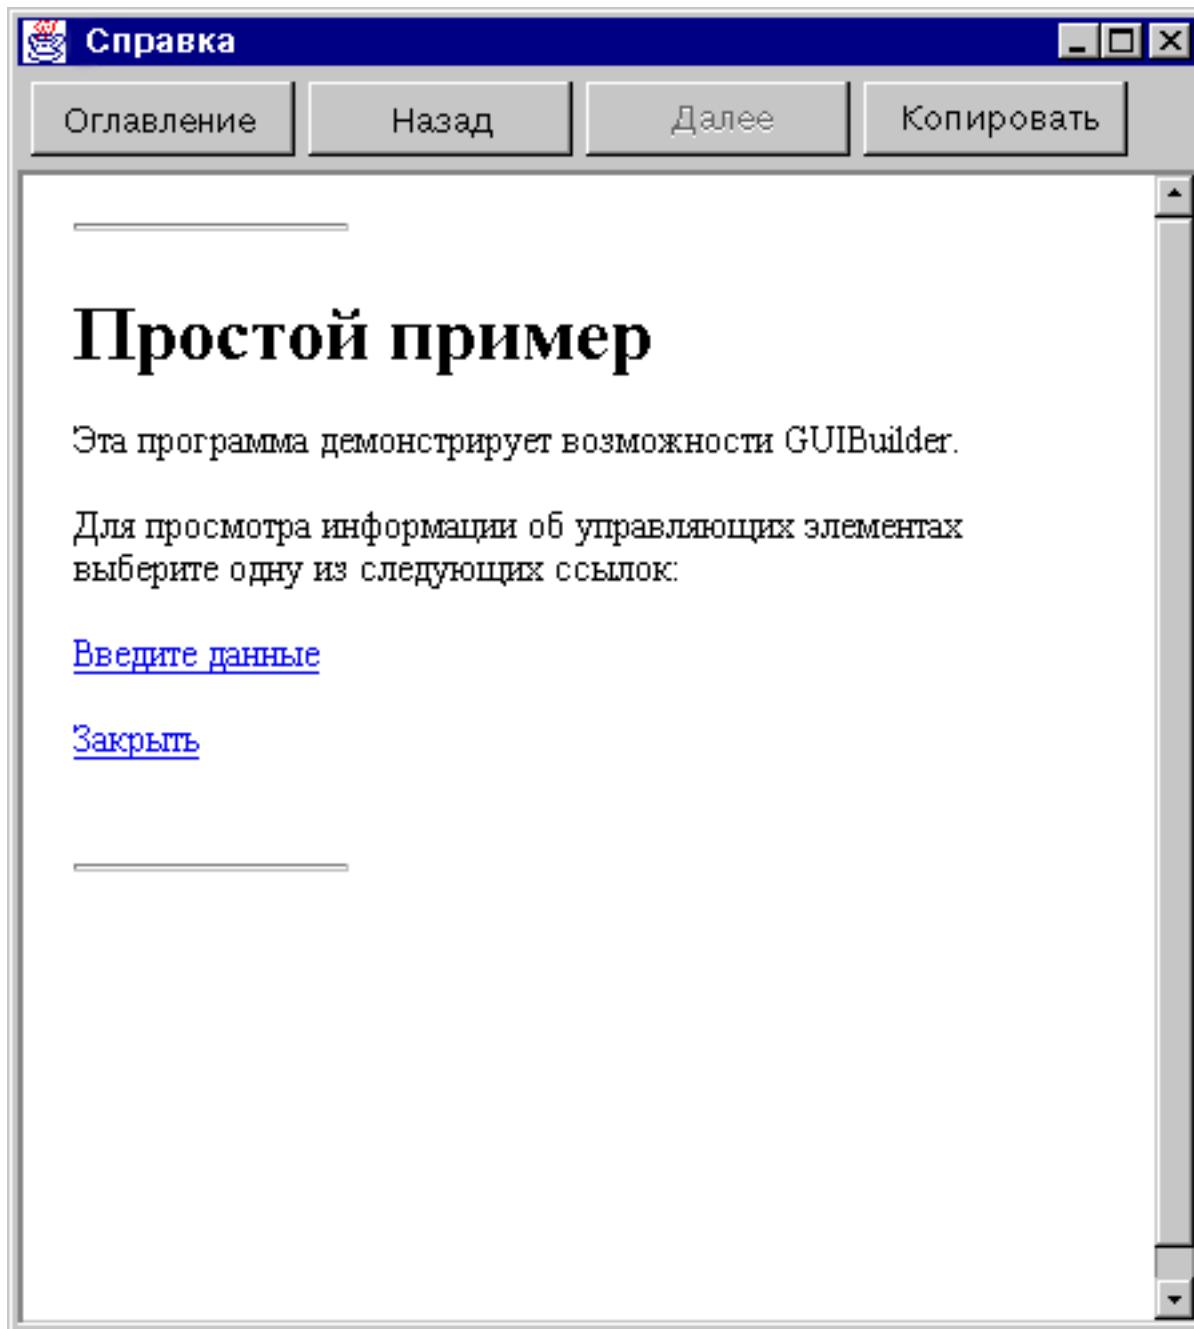 Справка
Оглавление Назад Далее Копировать
Простой пример
Эта программа демонстрирует возможности GUIBuilder.
Для просмотра информации об управляющих элементах
выберите одну из следующих ссылок:
Введите данные
Закрыть